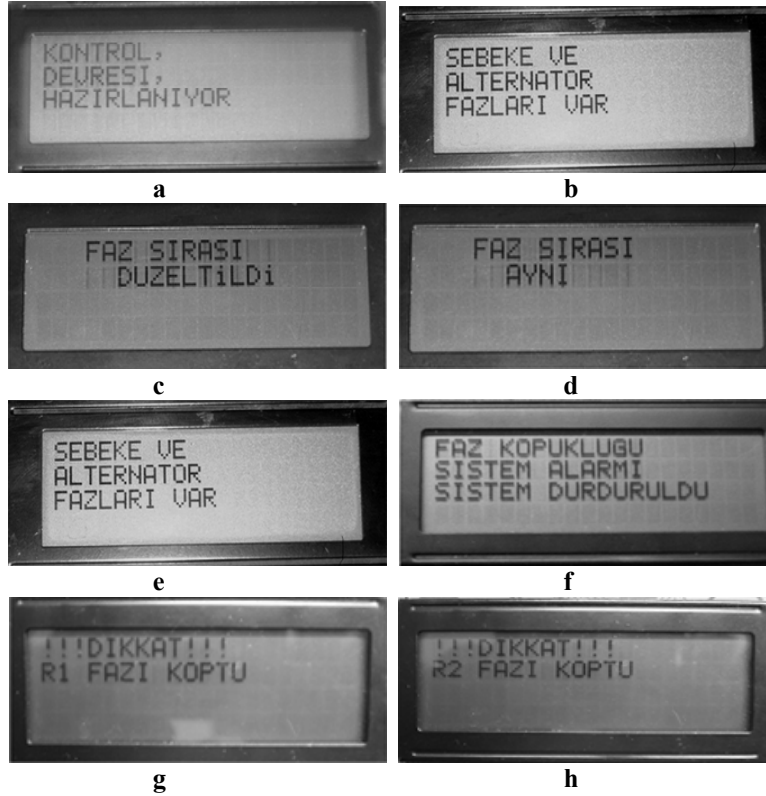 KONTROL,
DEVRESI,
HAZIRLANIYOR
a
SEBEKE VE
ALTERNATOR
FAZLARI VAR
b
FAZ SIRASI
DUZELTiLDi
c
FAZ SIRASI
AYNI
d
SEBEKE VE
ALTERNATOR
FAZLARI VAR
e
FAZ KOPUKLUGU
SISTEM ALARMI
SISTEM DURDURULDU
f
!!!DIKKAT!!!
R1 FAZI KOPTU
g
!!!DIKKAT!!!
R2 FAZI KOPTU
h